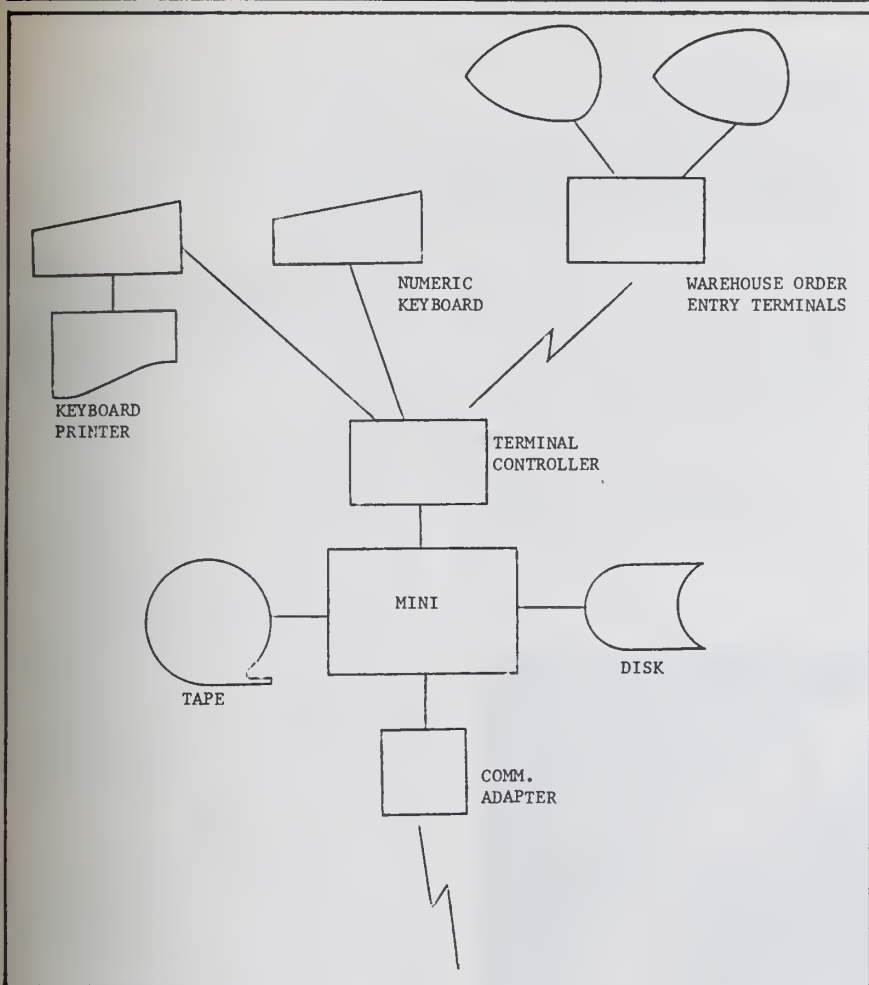 NUMERIC
KEYBOARD
WAREHOUSE ORDER
ENTRY TERMINALS
KEYBOARD
PRINTER
TERMINAL
CONTROLLER
MINI
TAPE
DISK
COMM.
ADAPTER